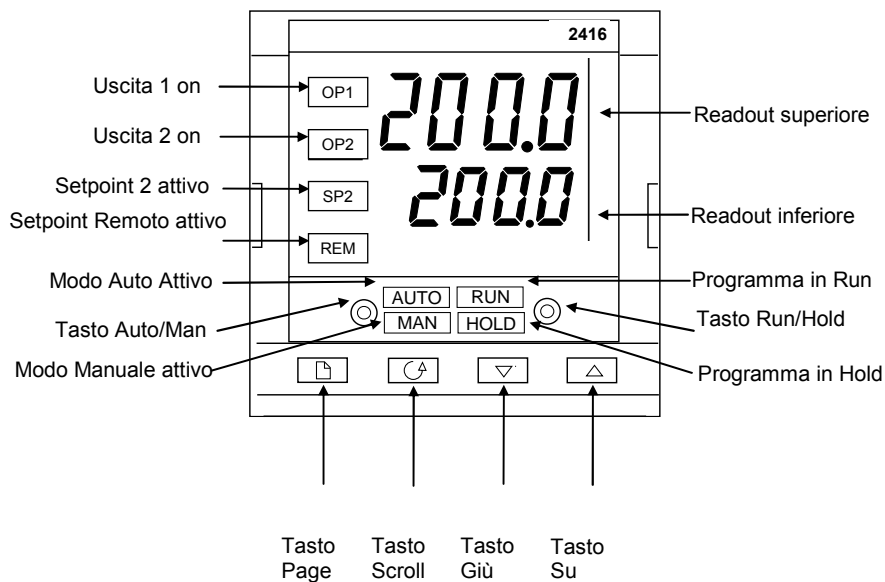 2416
Uscita 1 on
OP1
200.0
Readout superiore
Uscita 2 on
OP2
Setpoint 2 attivo
SP2
200.0
Readout inferiore
Setpoint Remoto attivo
REM
Modo Auto Attivo
Programma in Run
AUTO
RUN
Tasto Auto/Man
Tasto Run/Hold
MAN
HOLD
Modo Manuale attivo
Programma in Hold
Tasto
Page
Tasto
Scroll
Tasto
Giù
Tasto
Su